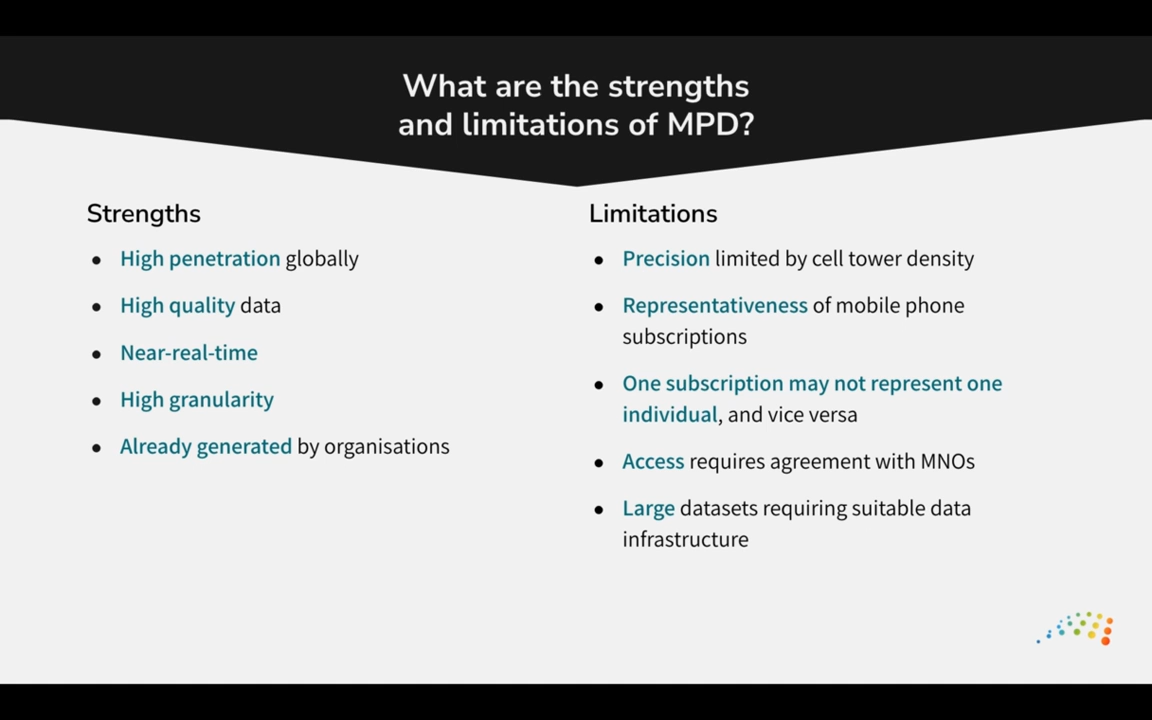 What are the strengths
and limitations of MPD?
Strengths
● High penetration globally
● High quality data
● Near-real-time
● High granularity
● Already generated by organisations
Limitations
● Precision limited by cell tower density
● Representativeness of mobile phone
subscriptions
● One subscription may not represent one
individual, and vice versa
● Access requires agreement with MNOs
● Large datasets requiring suitable data
infrastructure